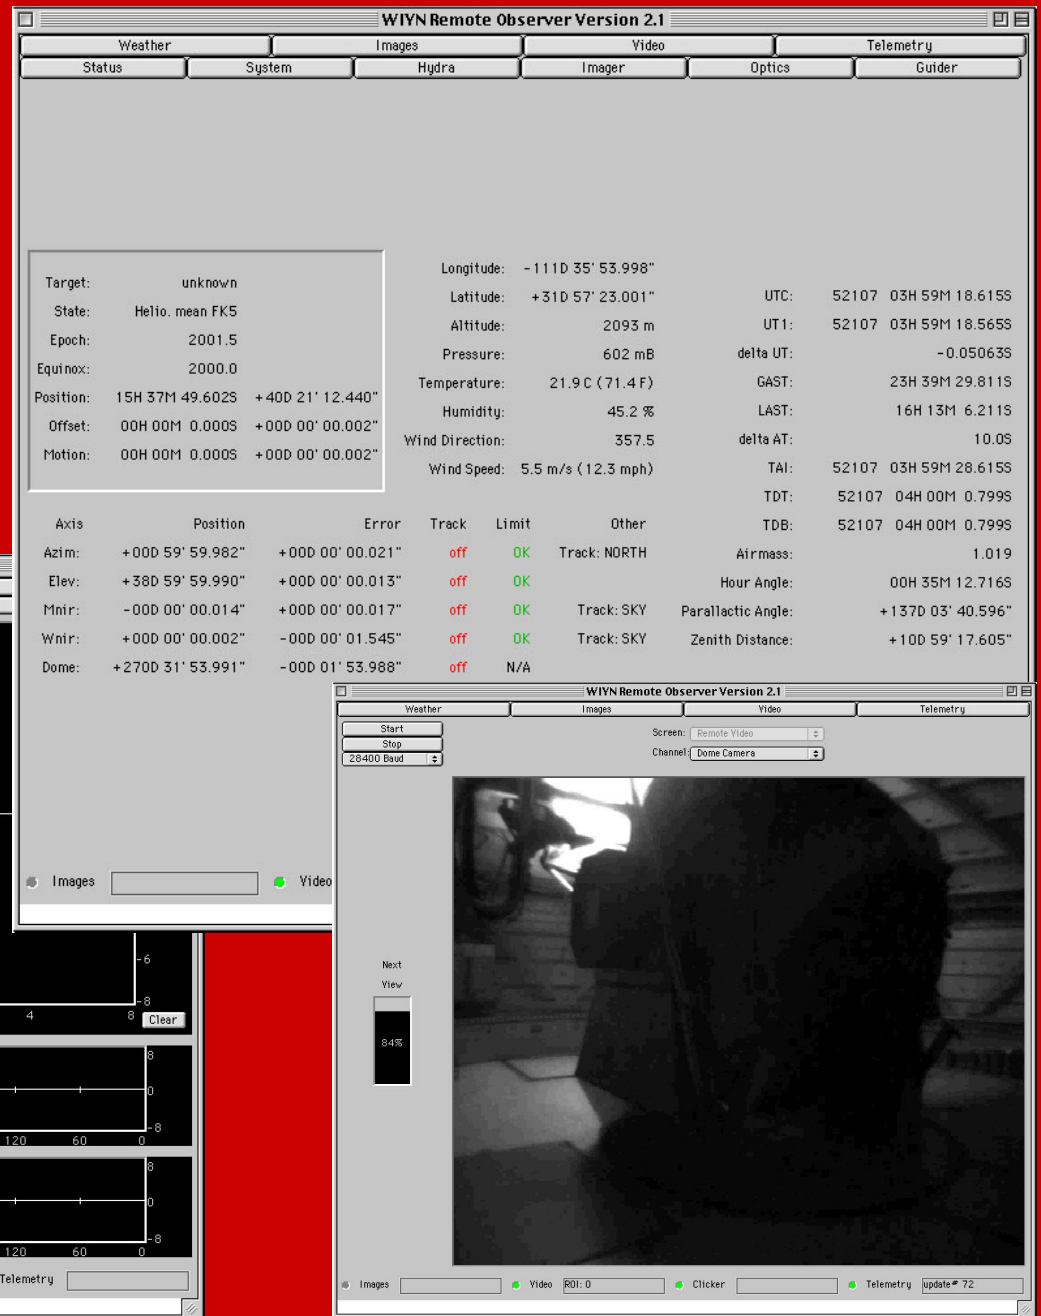 WIYN Remote Observer Version 2.1
Weather Images Video Telemetry
Status System Hydra Imager Optics Guider
Target: unknown
State: Helio. mean FK5
Epoch: 2001.5
Equinox: 2000.0
Position: 15H 37M 49.602S +40D 21' 12.440"
Offset: 00H 00M 0.000S +00D 00' 00.002"
Motion: 00H 00M 0.000S +00D 00' 00.002"
Longitude: -111D 35' 53.998"
Latitude: +31D 57' 23.001"
Altitude: 2093 m
Pressure: 602 mB
Temperature: 21.9 C (71.4 F)
Humidity: 45.2 %
Wind Direction: 357.5
Wind Speed: 5.5 m/s (12.3 mph)
UTC: 52107 03H 59M 18.615S
UT1: 52107 03H 59M 18.565S
delta UT: -0.05063S
GAST: 23H 39M 29.811S
LAST: 16H 13M 6.211S
delta AT: 10.0S
TAI: 52107 03H 59M 28.615S
TDT: 52107 04H 00M 0.799S
TDB: 52107 04H 00M 0.799S
Airmass: 1.019
Hour Angle: 00H 35M 12.716S
Parallactic Angle: +137D 03' 40.596"
Zenith Distance: +10D 59' 17.605"
Axis Position Error Track Limit Other
Azim: +00D 59' 59.982" +00D 00' 00.021" off OK Track: NORTH
Elev: +38D 59' 59.990" +00D 00' 00.013" off OK
Mnir: -00D 00' 00.014" +00D 00' 00.017" off OK Track: SKY
Wnir: +00D 00' 00.002" -00D 00' 01.545" off OK Track: SKY
Dome: +270D 31' 53.991" -00D 01' 53.988" off N/A
Images Video
WIYN Remote Observer Version 2.1
Weather Images Video Telemetry
Start
Stop
28400 Baud
Screen: Remote Video
Channel: Dome Camera
Next
View
84%
Images Video ROI: 0 Clicker Telemetry update# 72
-6
-8
4 8 Clear
8
0
-8
120 60 0
8
0
-8
120 60 0
Telemetry